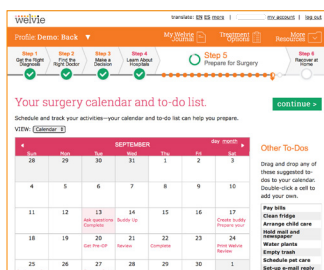 welvie
translate: EN ES more | my account | log out
Profile: Demo: Back ▼
My Welvie Journal
Treatment Options
More Resources
Step 1 Get the Right Diagnosis
Step 2 Find the Right Doctor
Step 3 Make a Decision
Step 4 Learn About Hospitals
Step 5 Prepare for Surgery
Step 6 Recover at Home
Your surgery calendar and to-do list.
continue >
Schedule and track your activities—your calendar and to-do list can help you prepare.
VIEW: Calendar
SEPTEMBER
day month
Sun Mon Tue Wed Thu Fri Sat
28 29 30 31 1 2 3
4 5 6 7 8 9 10
11 12 13 14 15 16 17
Ask questions Complete
Buddy Up
Create buddy Prepare your
18 19 20 21 22 23 24
Get Pre-OP
Review
Complete
Print Welvie Review
25 26 27 28 29 30 1
Other To-Dos
Drag and drop any of
these suggested to-
dos to your calendar.
Double-click a cell to
add your own.
Pay bills
Clean fridge
Arrange child care
Hold mail and
newspaper
Water plants
Empty trash
Schedule pet care
Set-up e-mail reply